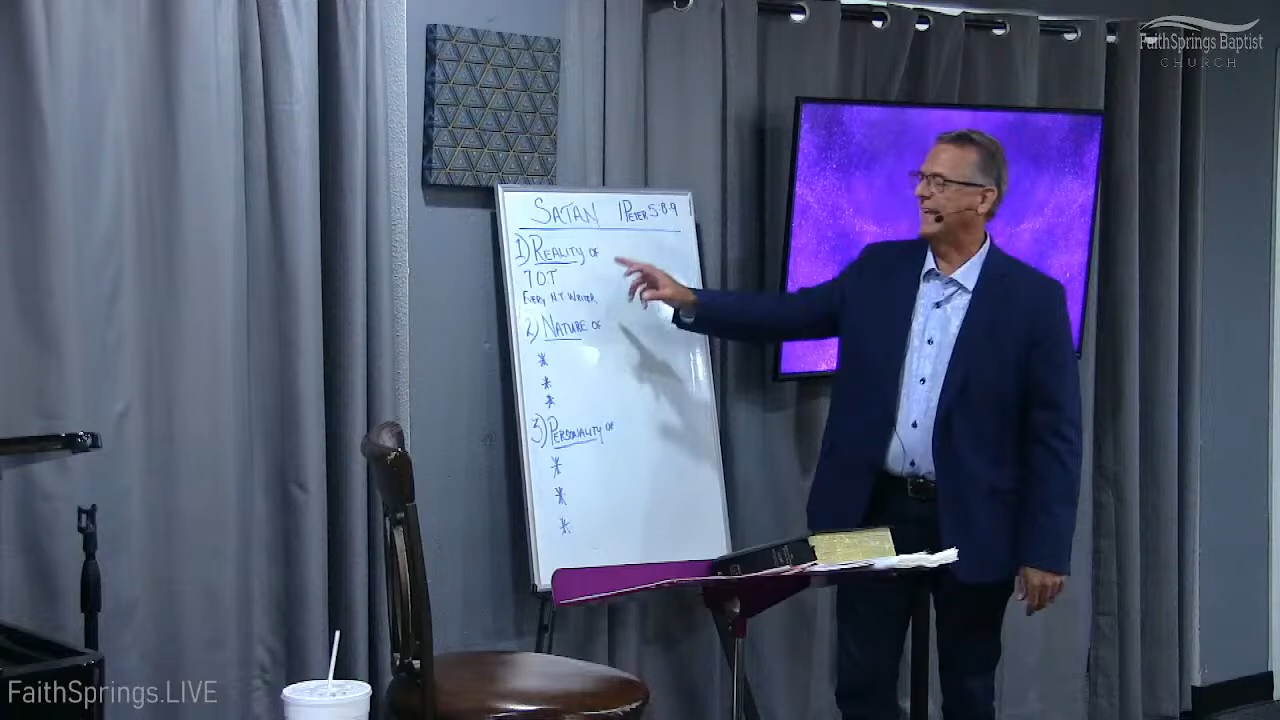 FaithSprings Baptist
CHURCH
SATAN 1 PETER 5:8-9
1) REALITY OF
7 OT
EVERY N.T. WRITER.
2) NATURE OF
*
*
*
3) PERSONALITY OF
*
*
*
FaithSprings.LIVE